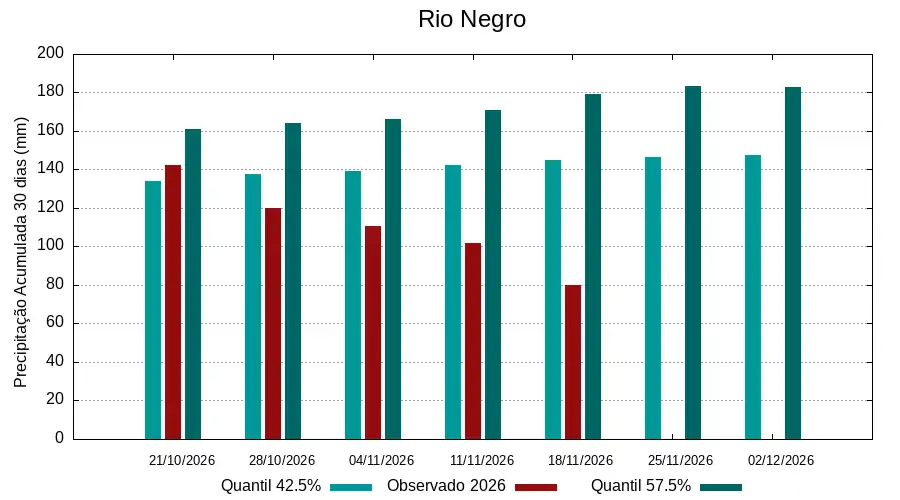 Rio Negro
Precipitação Acumulada 30 dias (mm)
200
180
160
140
120
100
80
60
40
20
0
21/10/2026 28/10/2026 04/11/2026 11/11/2026 18/11/2026 25/11/2026 02/12/2026
Quantil 42.5% Observado 2026 Quantil 57.5%